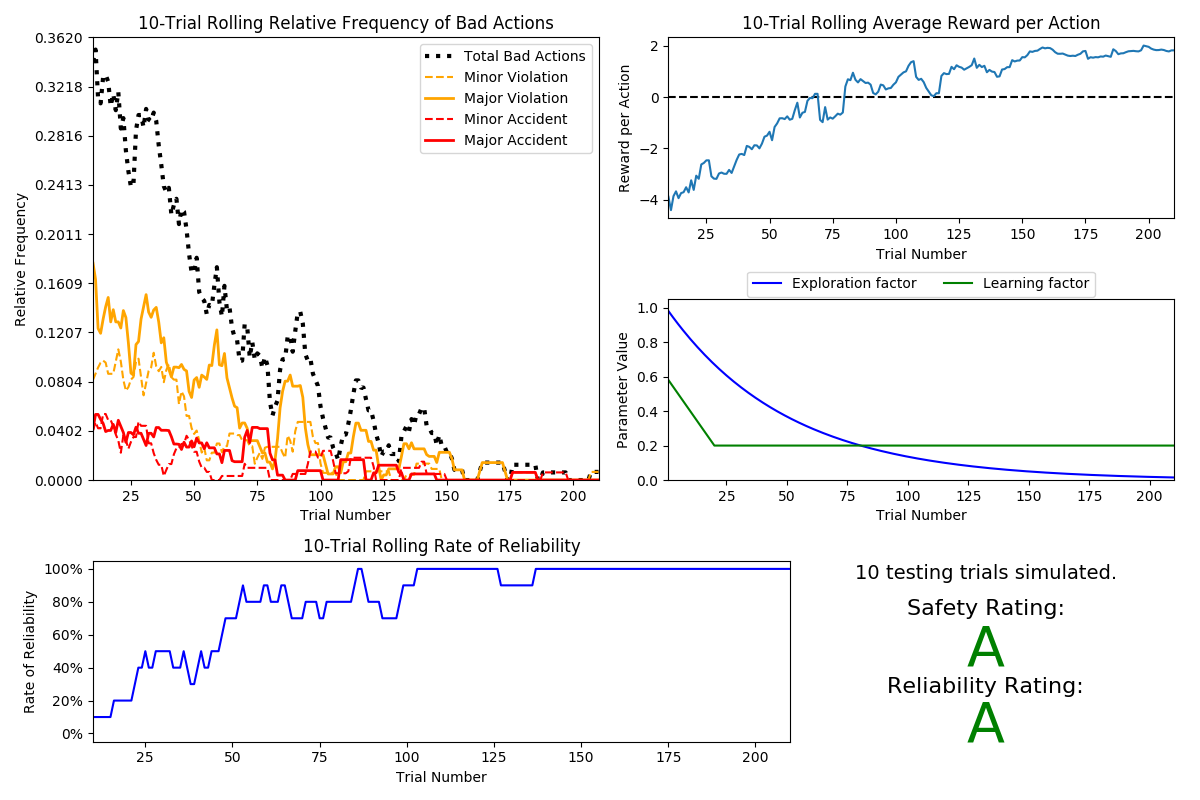 10-Trial Rolling Relative Frequency of Bad Actions
0.3620
0.3218
0.2816
0.2413
0.2011
0.1609
0.1207
0.0804
0.0402
0.0000
Relative Frequency
Total Bad Actions
Minor Violation
Major Violation
Minor Accident
Major Accident
25 50 75 100 125 150 175 200
Trial Number
10-Trial Rolling Average Reward per Action
2
0
−2
−4
Reward per Action
25 50 75 100 125 150 175 200
Trial Number
Exploration factor Learning factor
1.0
0.8
0.6
0.4
0.2
0.0
Parameter Value
25 50 75 100 125 150 175 200
Trial Number
10-Trial Rolling Rate of Reliability
100%
80%
60%
40%
20%
0%
Rate of Reliability
25 50 75 100 125 150 175 200
Trial Number
10 testing trials simulated.
Safety Rating:
A
Reliability Rating:
A